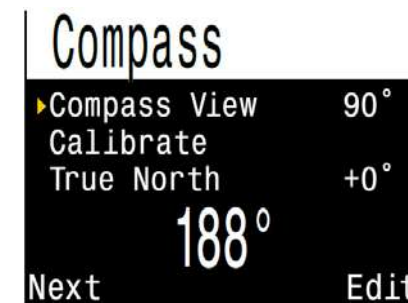 Compass
Compass View 90°
Calibrate
True North +0°
188°
Next Edit